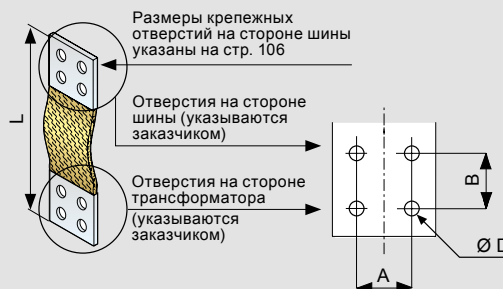 Размеры крепежных
отверстий на стороне шины
указаны на стр. 106
L
Отверстия на стороне
шины (указываются
заказчиком)
Отверстия на стороне
трансформатора
(указываются
заказчиком)
B
A
Ø D